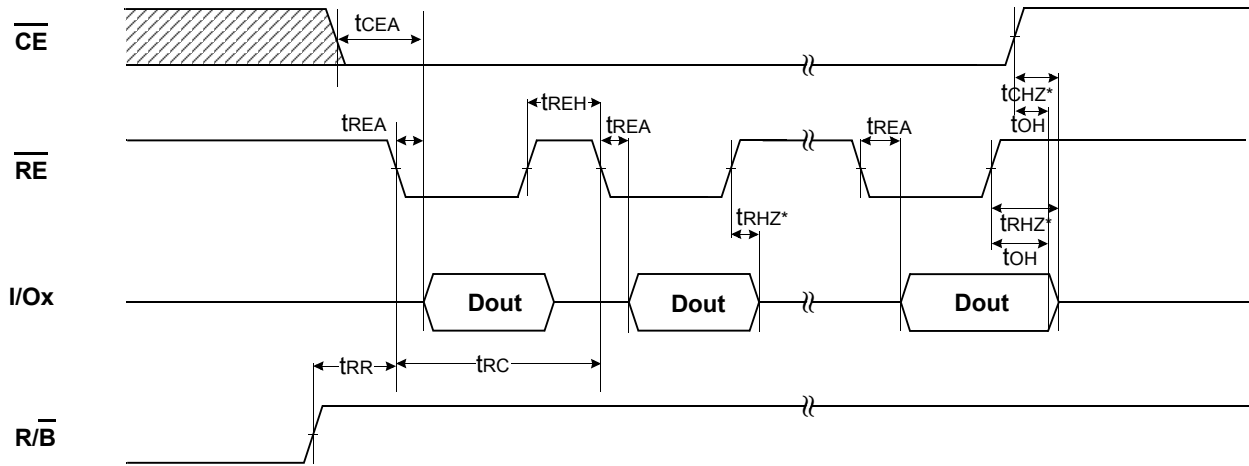 CE
tCEA
tCHZ*
tREH
tREA
tREA
tREA
tOH
RE
tRHZ*
tRHZ*
tOH
I/Ox
Dout
Dout
Dout
tRR
tRC
R/B